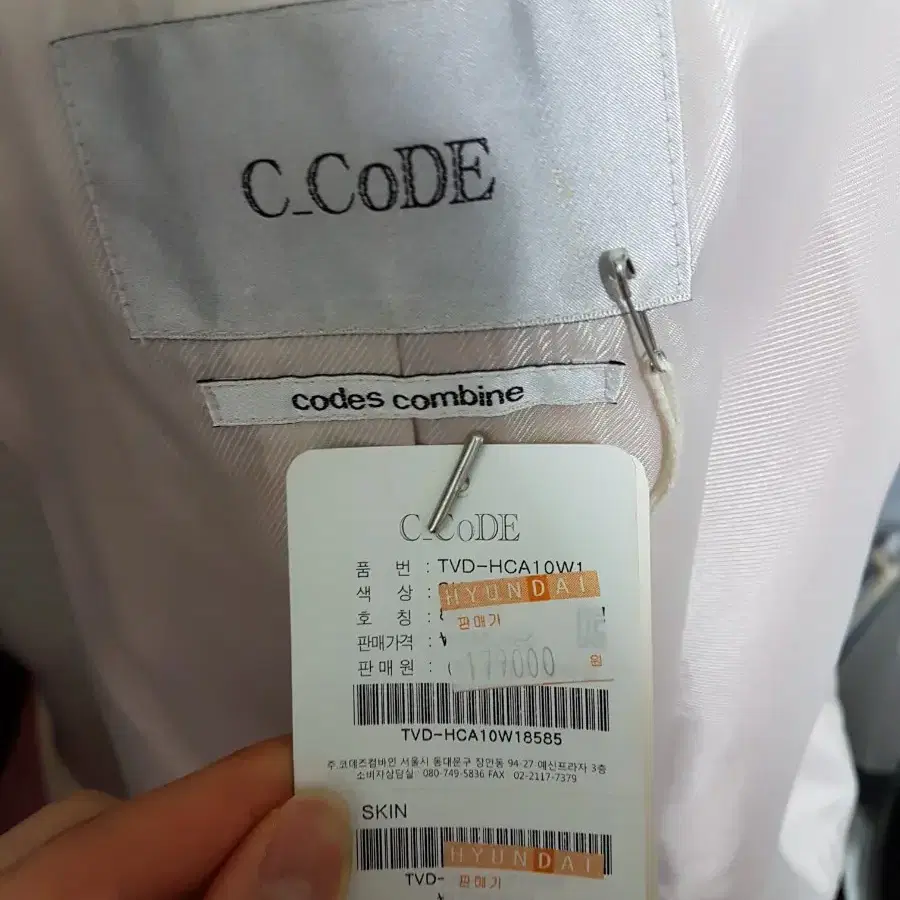 C_CoDE
codes combine
C_CoDE
품 번 : TVD-HCA10W1
색 상 :
HYUNDAI
호 칭 :
판매가
판매가격 : ₩
179000 원
판 매 원 : (
TVD-HCA10W18585
주.코데즈컴바인 서울시 동대문구 장안동 94-27 예신프라자 3층
소비자상담실: 080-749-5836 FAX 02-2117-7379
SKIN
HYUNDAI
TVD-
판매기